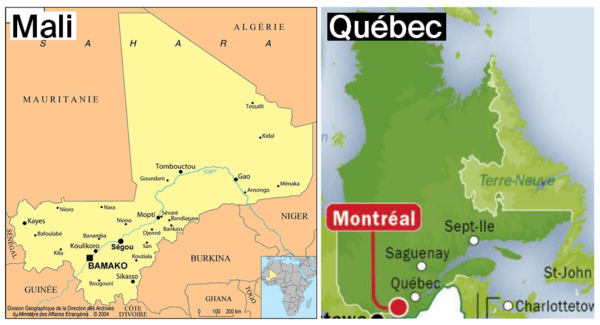 Mali
ALGÉRIE
SAHARA
MAURITANIE
Tessalit
Kidal
Tombouctou
Niger
Goundam
Gao
Ansongo
Ménaka
Nioro
Nara
Kayes
Niono
Mopti
Sévaré
Bandiagara
Bankass
NIGER
Bafoulabé
Banamba
Djenné
SÉNÉGAL
Kita
Koulikoro
Ségou
San
BAMAKO
Koutiala
BURKINA
Sikasso
Bougouni
GUINÉE
CÔTE
D'IVOIRE
GHANA
TOGO
Division Géographique de la Direction des Archives
du Ministère des Affaires Etrangères © 2004
0 100 200 km
Québec
Terre-Neuve
Montréal
Sept-Ile
Saguenay
Québec
St-John
Charlottetow